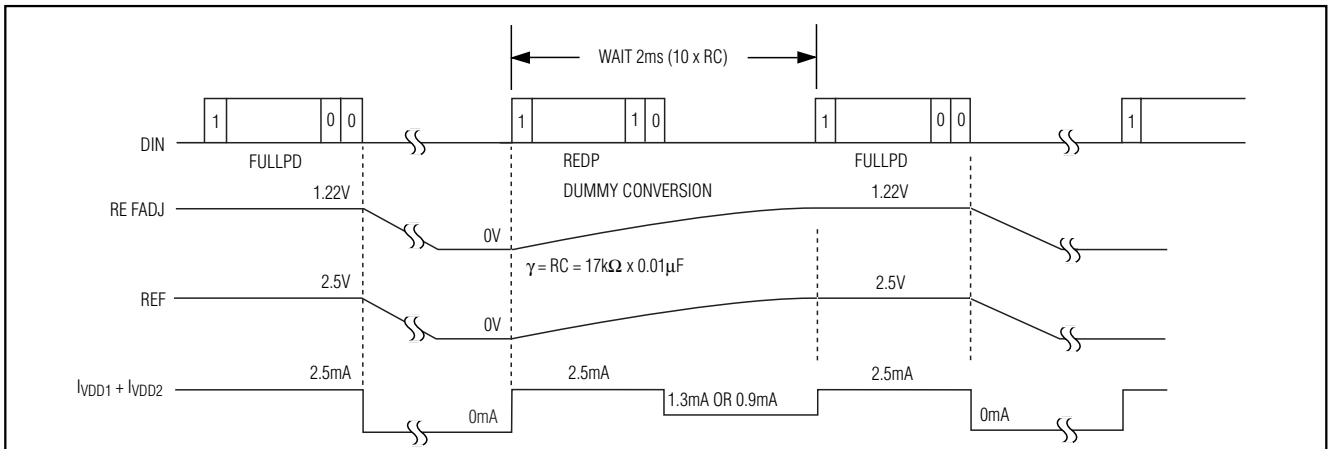 WAIT 2ms (10 x RC)
DIN
1 0 0 1 1 0 1 0 0 1
FULLPD REDP FULLPD
DUMMY CONVERSION
RE FADJ 1.22V 0V 1.22V
γ = RC = 17kΩ x 0.01µF
REF 2.5V 0V 2.5V
IVDD1 + IVDD2 2.5mA 0mA 2.5mA 1.3mA OR 0.9mA 2.5mA 0mA